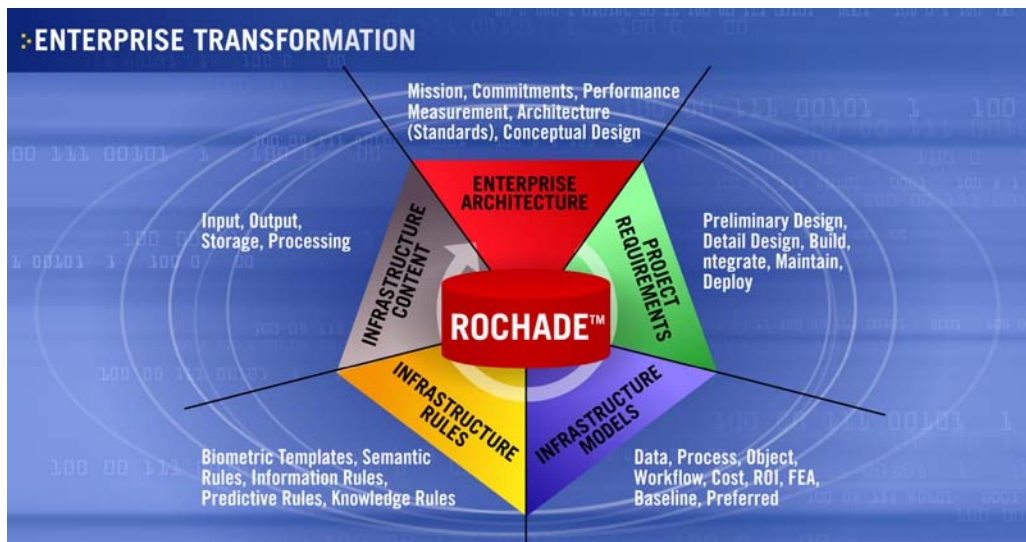 ENTERPRISE TRANSFORMATION
Mission, Commitments, Performance
Measurement, Architecture
(Standards), Conceptual Design
ENTERPRISE
ARCHITECTURE
Input, Output,
Storage, Processing
INFRASTRUCTURE
CONTENT
PROJECT
REQUIREMENTS
Preliminary Design,
Detail Design, Build,
ntegrate, Maintain,
Deploy
ROCHADE™
INFRASTRUCTURE
RULES
INFRASTRUCTURE
MODELS
Biometric Templates, Semantic
Rules, Information Rules,
Predictive Rules, Knowledge Rules
Data, Process, Object,
Workflow, Cost, ROI, FEA,
Baseline, Preferred